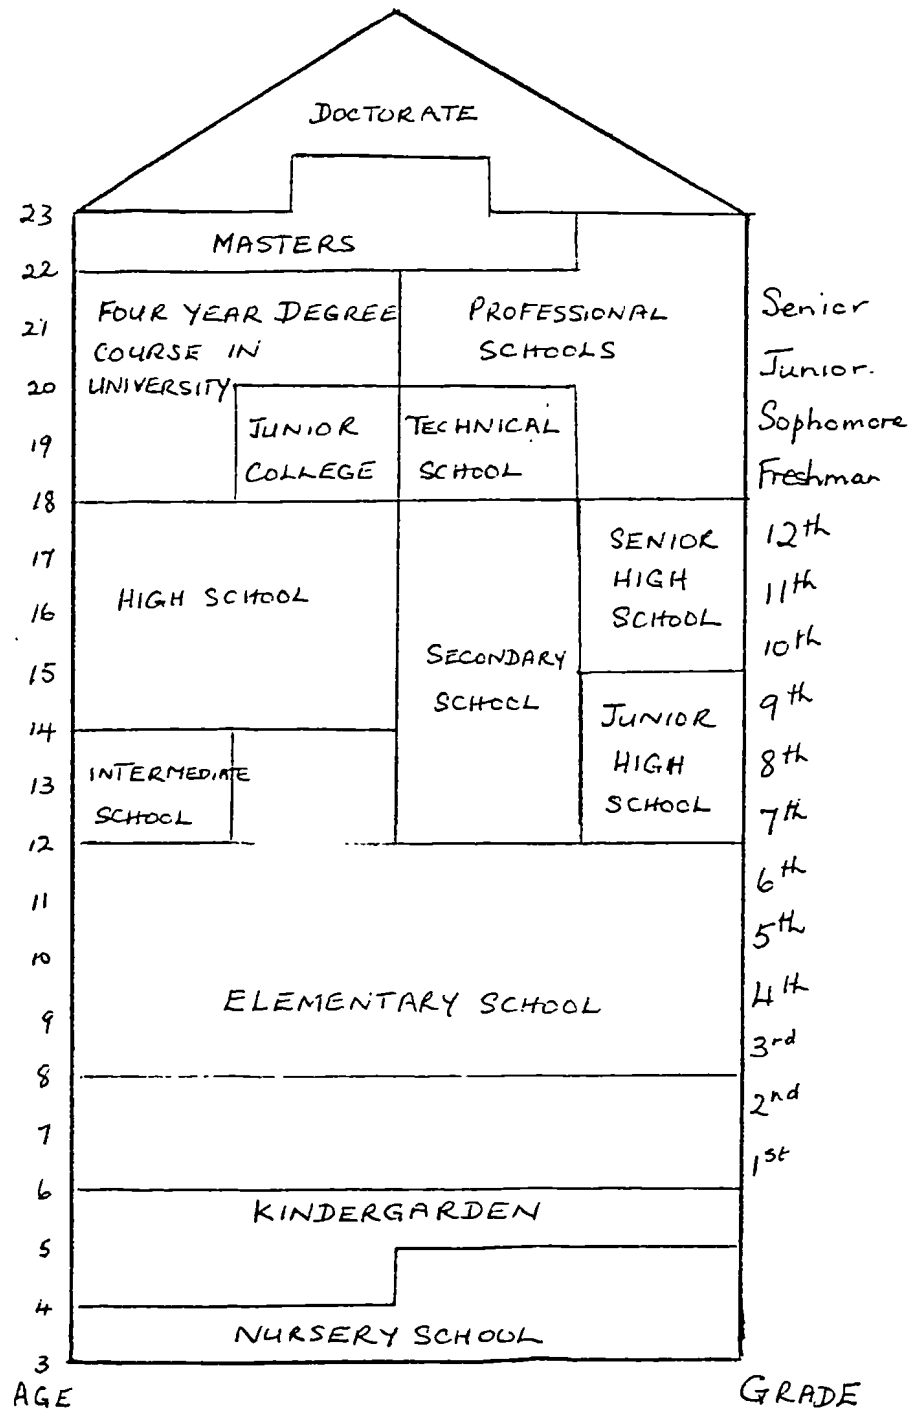 DOCTORATE
23
MASTERS
22
FOUR YEAR DEGREE
COURSE IN
UNIVERSITY
PROFESSIONAL
SCHOOLS
Senior
21
Junior.
20
JUNIOR
COLLEGE
TECHNICAL
SCHOOL
Sophomore
19
Freshman
18
SENIOR
HIGH
SCHOOL
12th
17
HIGH SCHOOL
11th
16
10th
SECONDARY
SCHOOL
15
JUNIOR
HIGH
SCHOOL
9th
14
INTERMEDIATE
SCHOOL
8th
13
7th
12
6th
11
5th
10
ELEMENTARY SCHOOL
4th
9
3rd
8
2nd
7
1st
6
KINDERGARDEN
5
4
NURSERY SCHOOL
3
AGE
GRADE